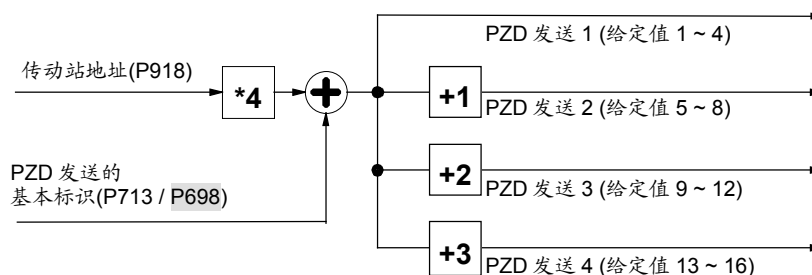 PZD 发送 1 (给定值 1 ~ 4)
传动站地址(P918)
*4
+
+1
PZD 发送 2 (给定值 5 ~ 8)
PZD 发送的
基本标识(P713 / P698)
+2
PZD 发送 3 (给定值 9 ~ 12)
+3
PZD 发送 4 (给定值 13 ~ 16)